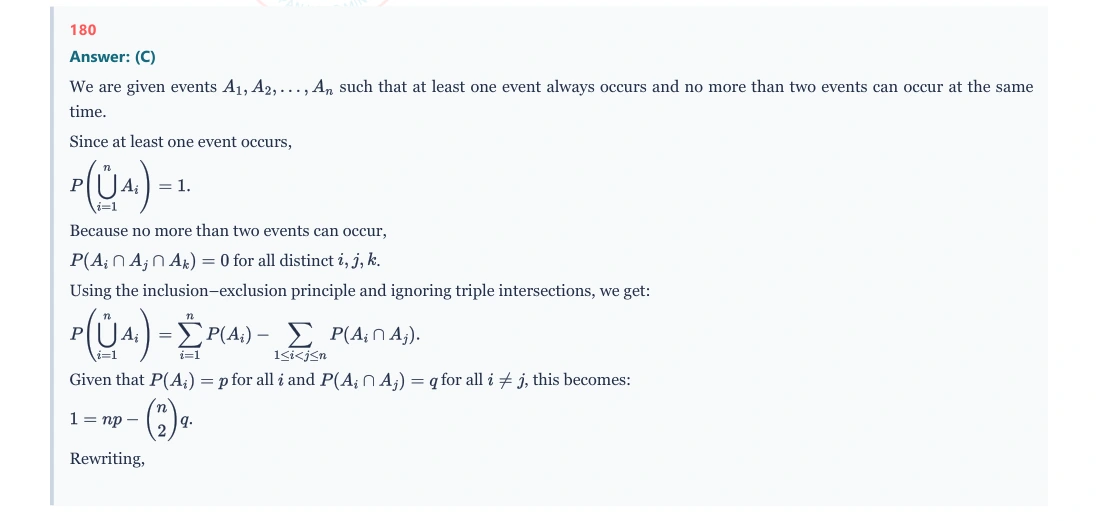 180
Answer: (C)
We are given events A₁, A₂, . . . , Aₙ such that at least one event always occurs and no more than two events can occur at the same
time.
Since at least one event occurs,
P(⋃ᵢ₌₁ⁿ Aᵢ) = 1.
Because no more than two events can occur,
P(Aᵢ ∩ Aⱼ ∩ Aₖ) = 0 for all distinct i, j, k.
Using the inclusion–exclusion principle and ignoring triple intersections, we get:
P(⋃ᵢ₌₁ⁿ Aᵢ) = ∑ᵢ₌₁ⁿ P(Aᵢ) − ∑_{1≤i<j≤n} P(Aᵢ ∩ Aⱼ).
Given that P(Aᵢ) = p for all i and P(Aᵢ ∩ Aⱼ) = q for all i ≠ j, this becomes:
1 = np − (n 2) q.
Rewriting,